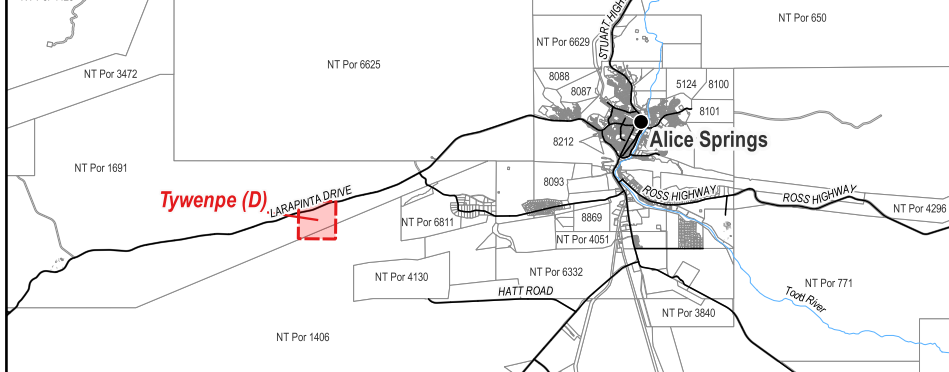 NT Por 650
STUART HIGH
NT Por 6629
NT Por 6625
NT Por 3472
8088
8087
5124
8100
8101
Alice Springs
8212
NT Por 1691
8093
LARAPINTA DRIVE
Tywenpe (D)
ROSS HIGHWAY
ROSS HIGHWAY
NT Por 4296
NT Por 6811
8869
NT Por 4051
NT Por 4130
NT Por 6332
NT Por 771
HATT ROAD
Todd River
NT Por 3840
NT Por 1406